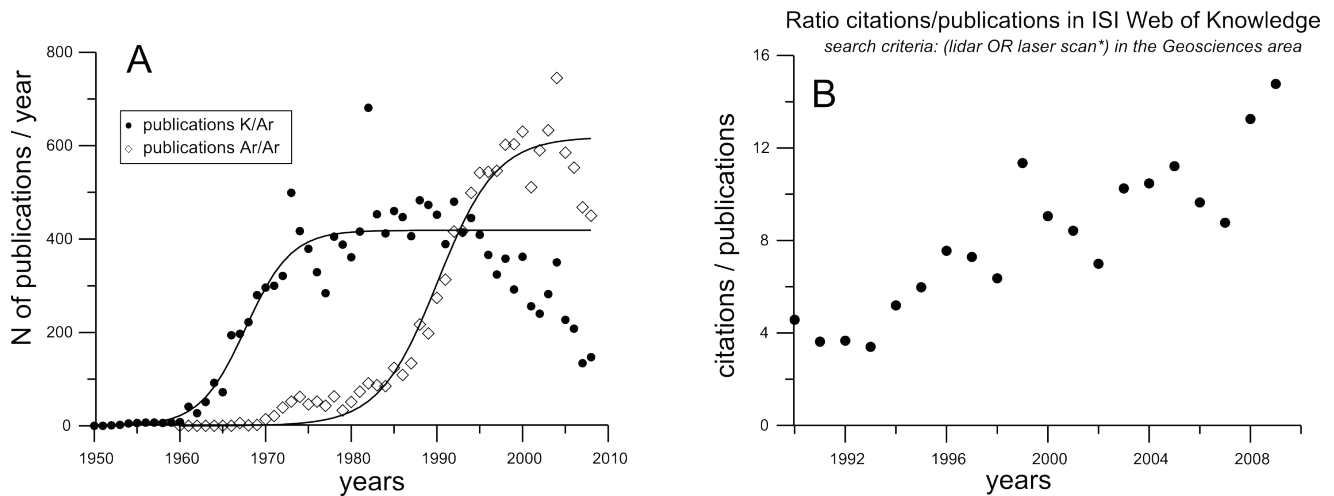 A
N of publications / year
800
600
400
200
0
publications K/Ar
publications Ar/Ar
1950 1960 1970 1980 1990 2000 2010
years
Ratio citations/publications in ISI Web of Knowledge
search criteria: (lidar OR laser scan*) in the Geosciences area
B
citations / publications
16
12
8
4
0
1992 1996 2000 2004 2008
years